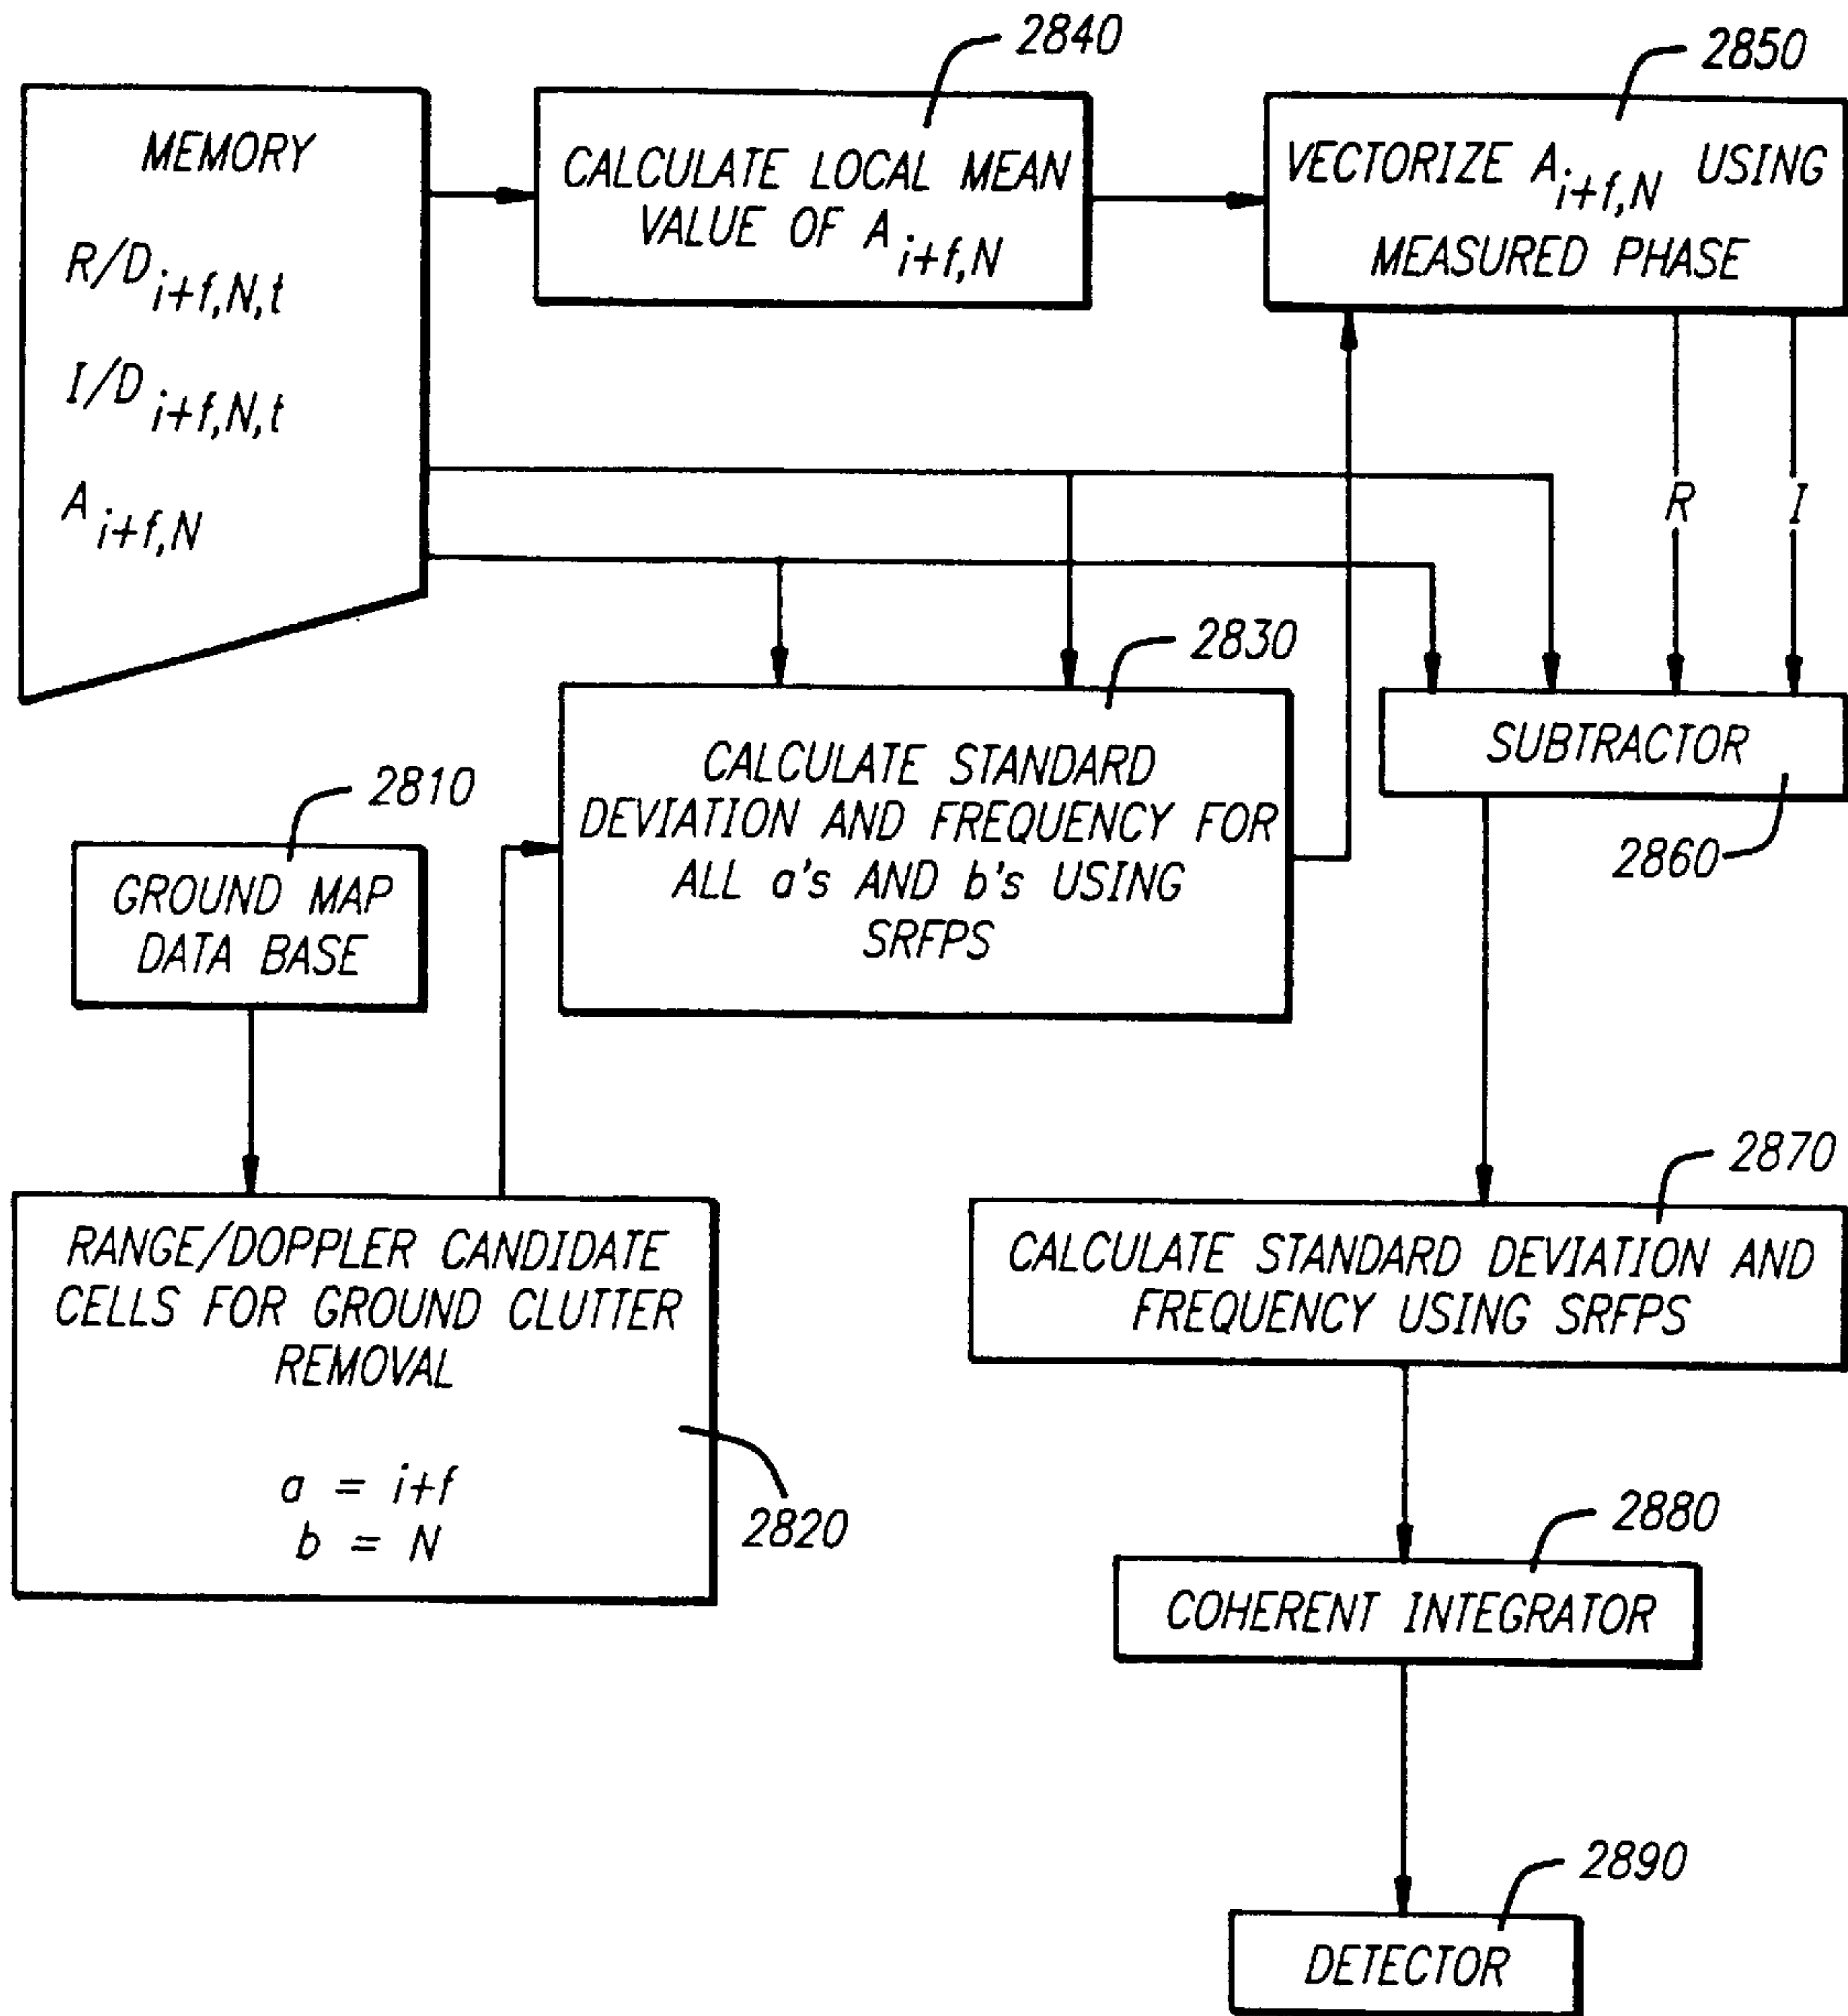 2840
2850
MEMORY
R/D i+f,N,t
I/D i+f,N,t
A i+f,N
CALCULATE LOCAL MEAN
VALUE OF A i+f,N
VECTORIZE A i+f,N USING
MEASURED PHASE
R
I
2830
CALCULATE STANDARD
DEVIATION AND FREQUENCY FOR
ALL a's AND b's USING
SRFPS
SUBTRACTOR
2860
2810
GROUND MAP
DATA BASE
RANGE/DOPPLER CANDIDATE
CELLS FOR GROUND CLUTTER
REMOVAL
a = i+f
b = N
2820
2870
CALCULATE STANDARD DEVIATION AND
FREQUENCY USING SRFPS
2880
COHERENT INTEGRATOR
2890
DETECTOR